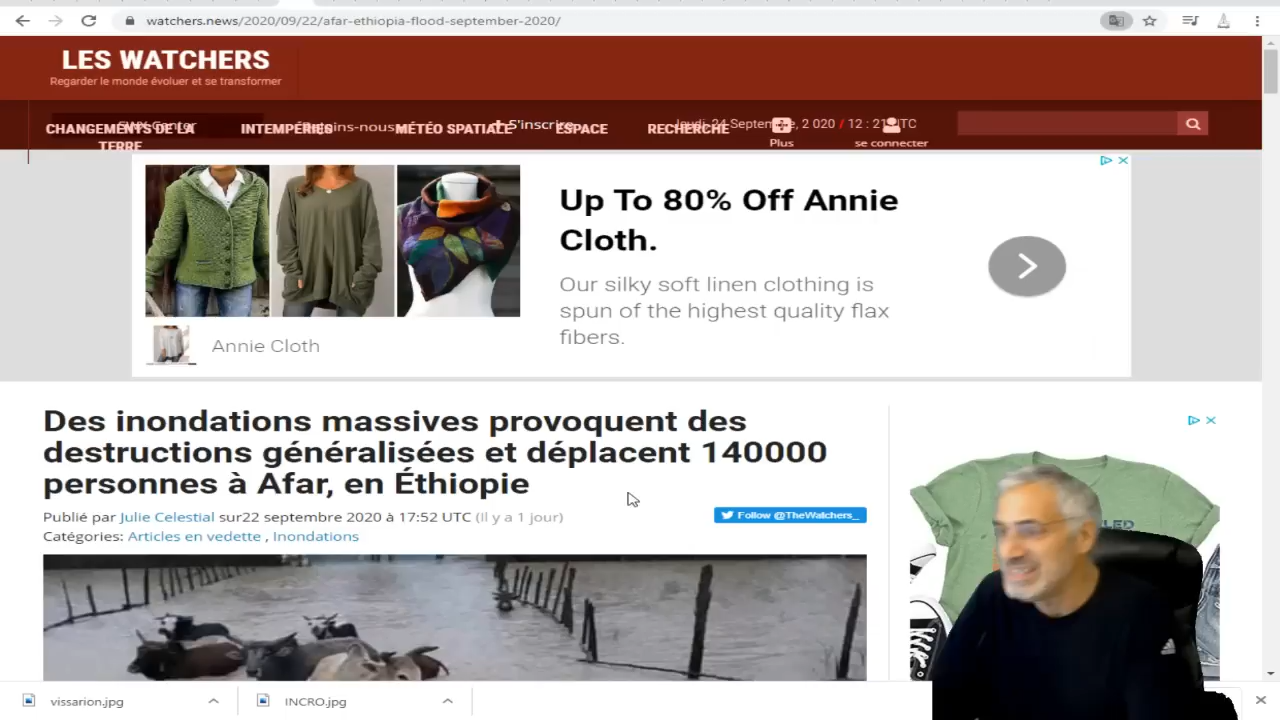 watchers.news/2020/09/22/afar-ethiopia-flood-september-2020/
LES WATCHERS
Regarder le monde évoluer et se transformer
CHANGEMENTS DE LA
TERRE
INTEMPÉRIES
MÉTÉO SPATIALE
S'inscrire
ESPACE
RECHERCHE
Plus
se connecter
Up To 80% Off Annie
Cloth.
Our silky soft linen clothing is
spun of the highest quality flax
fibers.
Annie Cloth
Des inondations massives provoquent des
destructions généralisées et déplacent 140000
personnes à Afar, en Éthiopie
Publié par Julie Celestial sur22 septembre 2020 à 17:52 UTC (Il y a 1 jour)
Follow @TheWatchers_
Catégories: Articles en vedette , Inondations
vissarion.jpg
INCRO.jpg